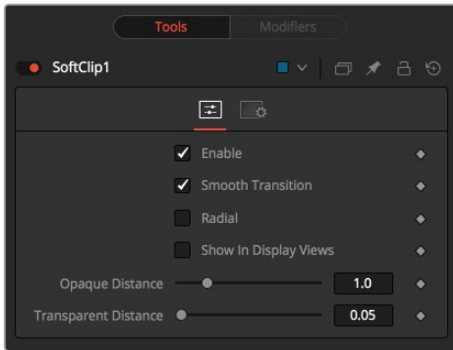 Tools Modifiers
SoftClip1
Enable
Smooth Transition
Radial
Show In Display Views
Opaque Distance 1.0
Transparent Distance 0.05